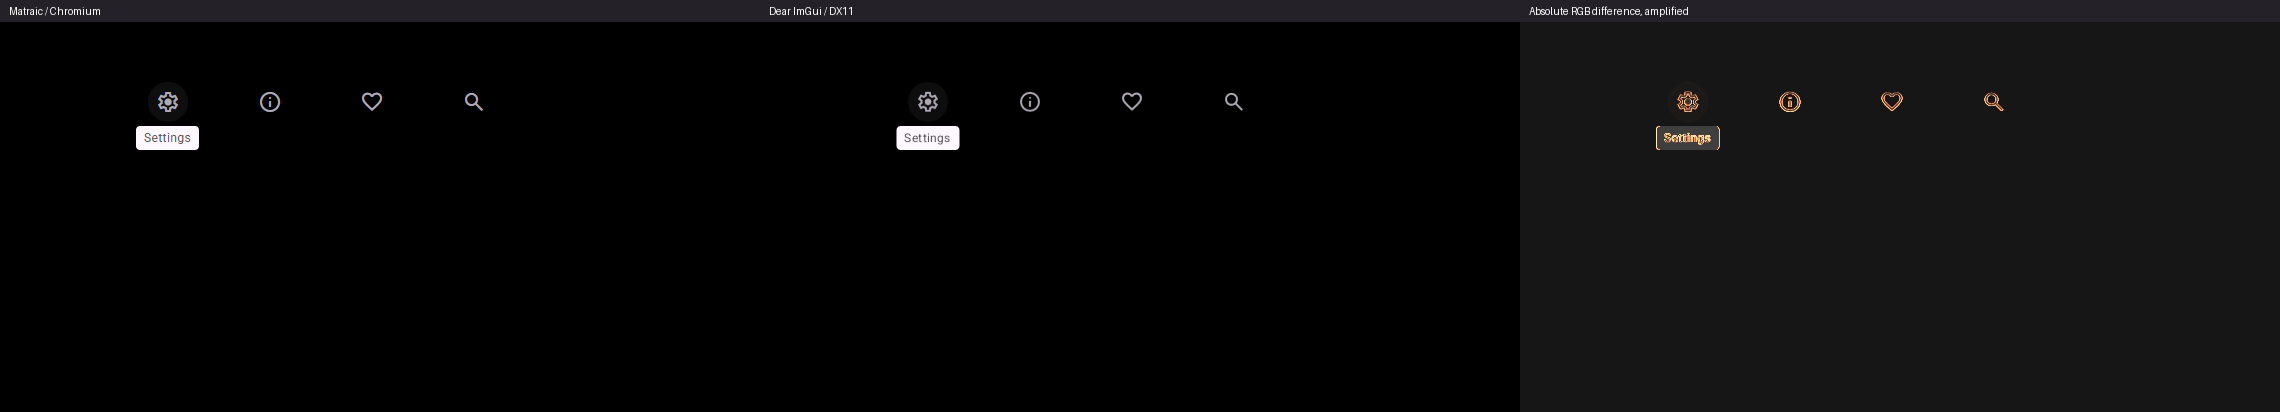 Matraic / Chromium
Dear ImGui / DX11
Absolute RGB difference, amplified
Settings
Settings
Settings